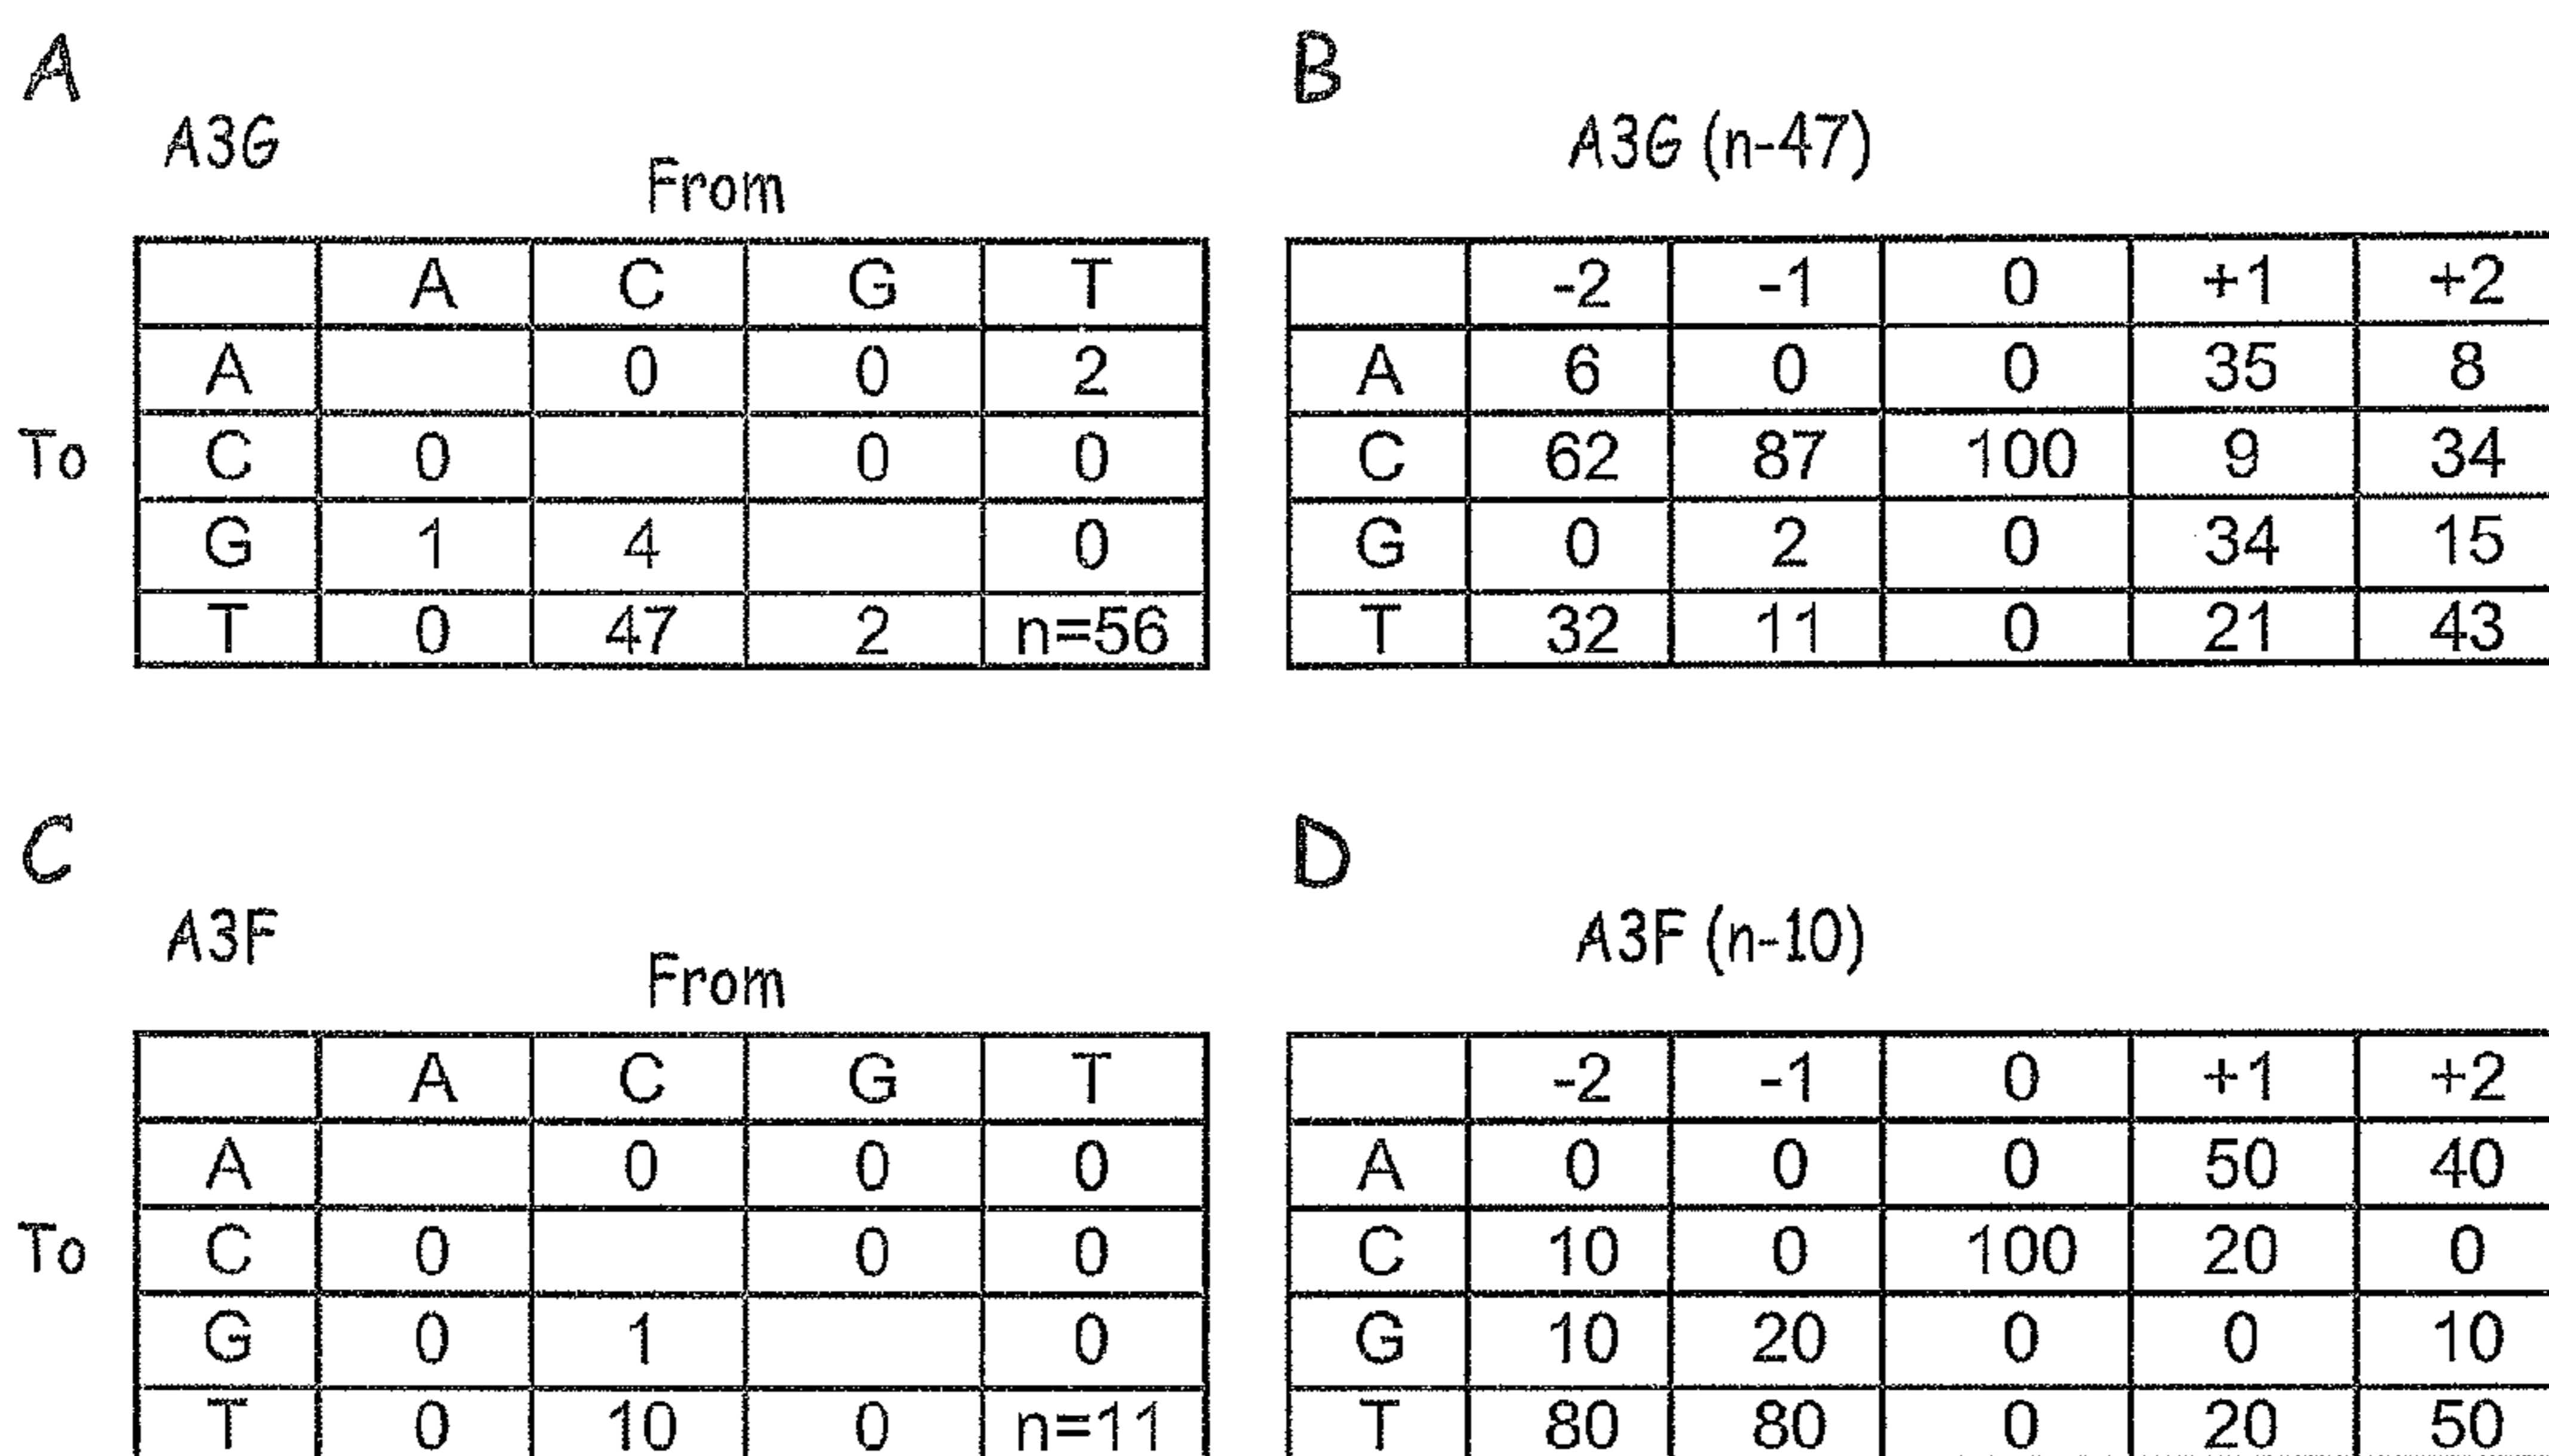 A
A3G
From
A C G T
A 0 0 2
To C 0 0 0
G 1 4 0
T 0 47 2 n=56
B
A3G (n-47)
-2 -1 0 +1 +2
A 6 0 0 35 8
C 62 87 100 9 34
G 0 2 0 34 15
T 32 11 0 21 43
C
A3F
From
A C G T
A 0 0 0
To C 0 0 0
G 0 1 0
T 0 10 0 n=11
D
A3F (n-10)
-2 -1 0 +1 +2
A 0 0 0 50 40
C 10 0 100 20 0
G 10 20 0 0 10
T 80 80 0 20 50